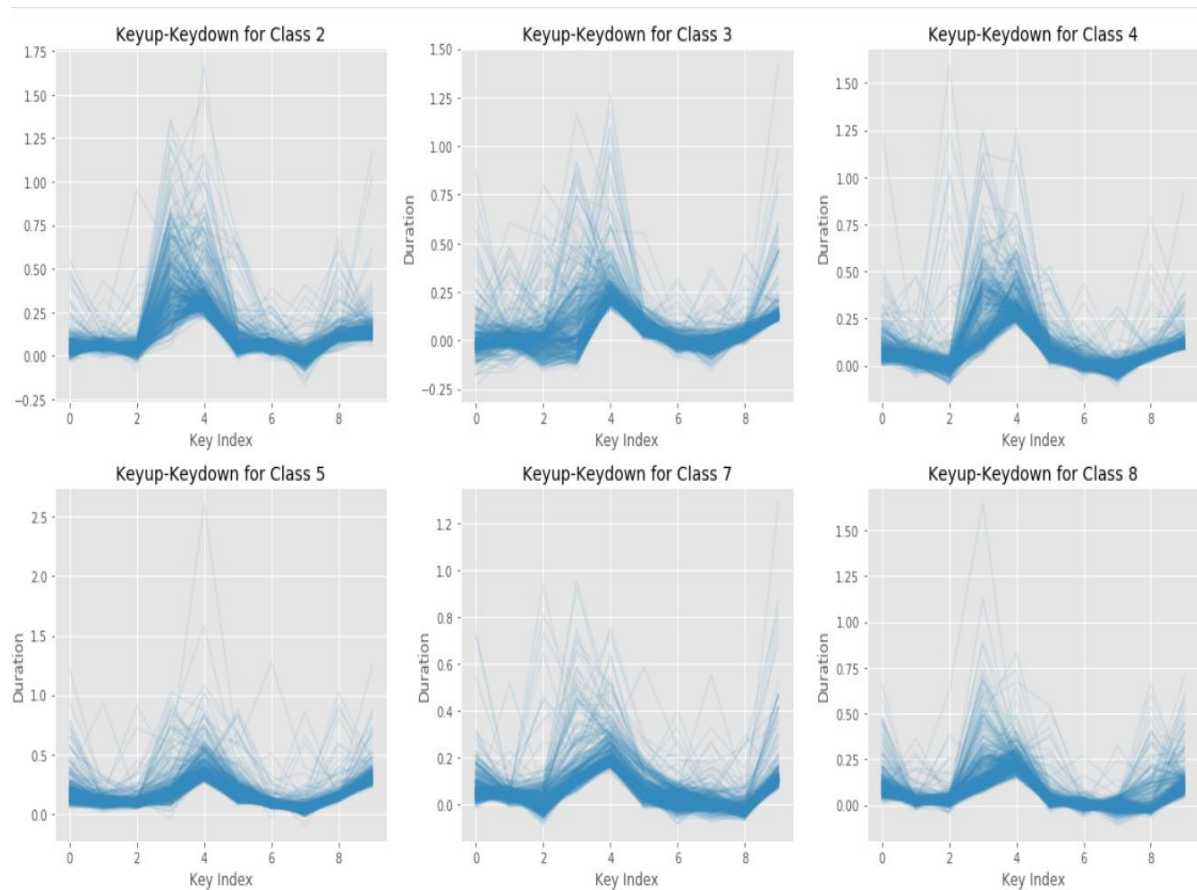 Keyup-Keydown for Class 2
1.75
1.50
1.25
1.00
0.75
0.50
0.25
0.00
−0.25
0 2 4 6 8
Key Index
Keyup-Keydown for Class 3
1.50
1.25
1.00
0.75
0.50
0.25
0.00
−0.25
Duration
0 2 4 6 8
Key Index
Keyup-Keydown for Class 4
1.50
1.25
1.00
0.75
0.50
0.25
0.00
Duration
0 2 4 6 8
Key Index
Keyup-Keydown for Class 5
2.5
2.0
1.5
1.0
0.5
0.0
Duration
0 2 4 6 8
Key Index
Keyup-Keydown for Class 7
1.2
1.0
0.8
0.6
0.4
0.2
0.0
Duration
0 2 4 6 8
Key Index
Keyup-Keydown for Class 8
1.50
1.25
1.00
0.75
0.50
0.25
0.00
Duration
0 2 4 6 8
Key Index